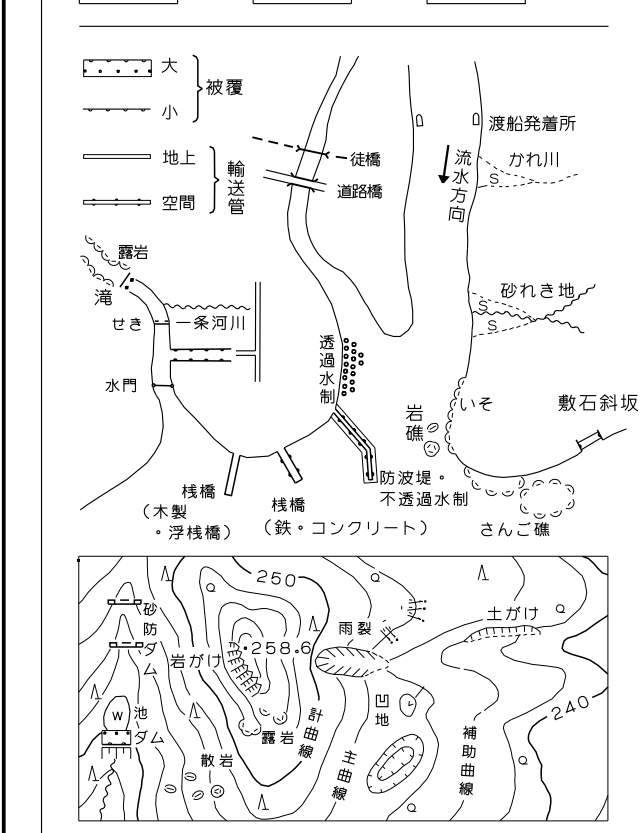 大
被覆
小
地上
輸送管
空間
渡船発着所
流水方向
かれ川
S
徒橋
道路橋
露岩
滝
せき
一条河川
水門
砂れき地
S
S
透過水制
岩礁
いそ
敷石斜坂
桟橋
(木製
・浮桟橋)
桟橋
(鉄・コンクリート)
防波堤・
不透過水制
さんご礁
250
砂防ダム
岩がけ
・258.6
雨裂
土がけ
W
池
ダム
散岩
露岩
計曲線
主曲線
凹地
補助曲線
240